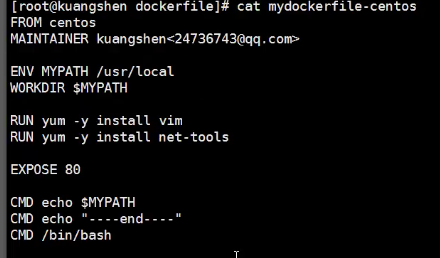 [root@kuangshen dockerfile]# cat mydockerfile-centos
FROM centos
MAINTAINER kuangshen<24736743@qq.com>
ENV MYPATH /usr/local
WORKDIR $MYPATH
RUN yum -y install vim
RUN yum -y install net-tools
EXPOSE 80
CMD echo $MYPATH
CMD echo "----end----"
CMD /bin/bash